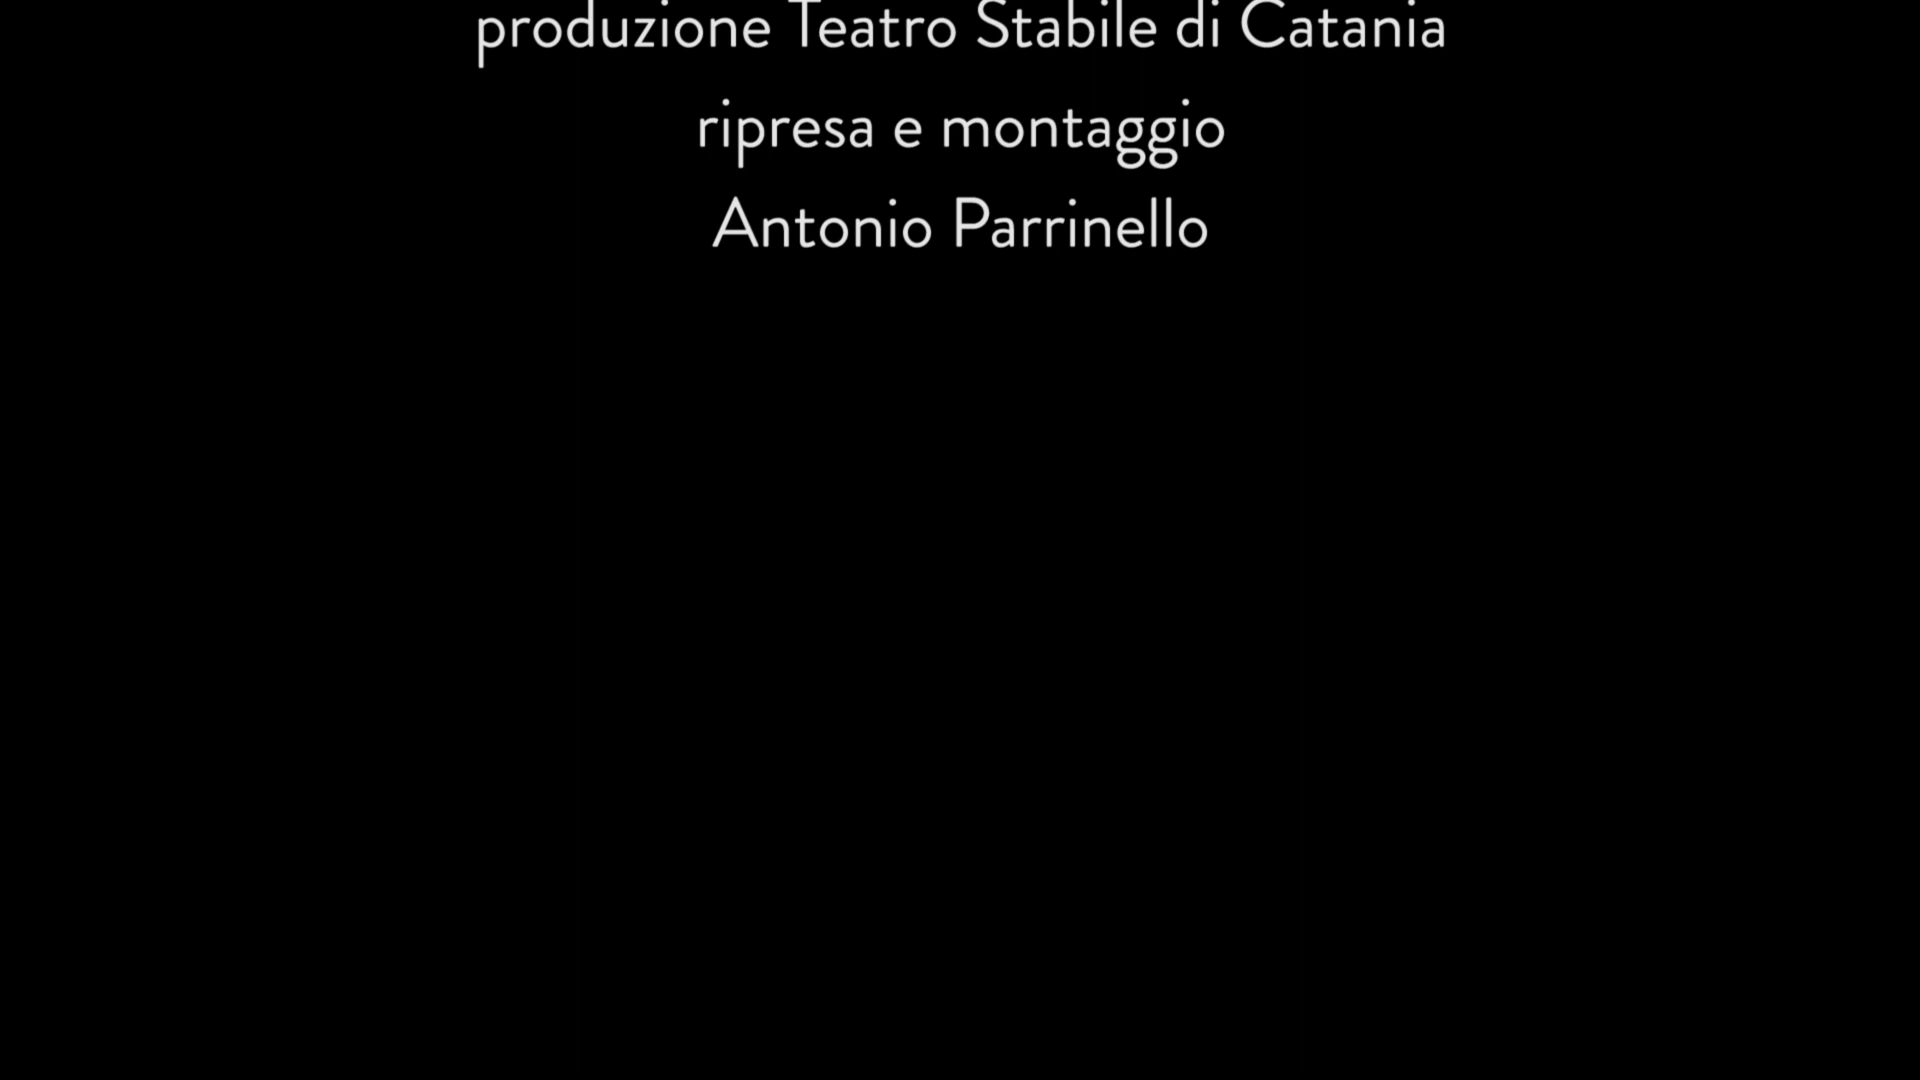 produzione Teatro Stabile di Catania
ripresa e montaggio
Antonio Parrinello